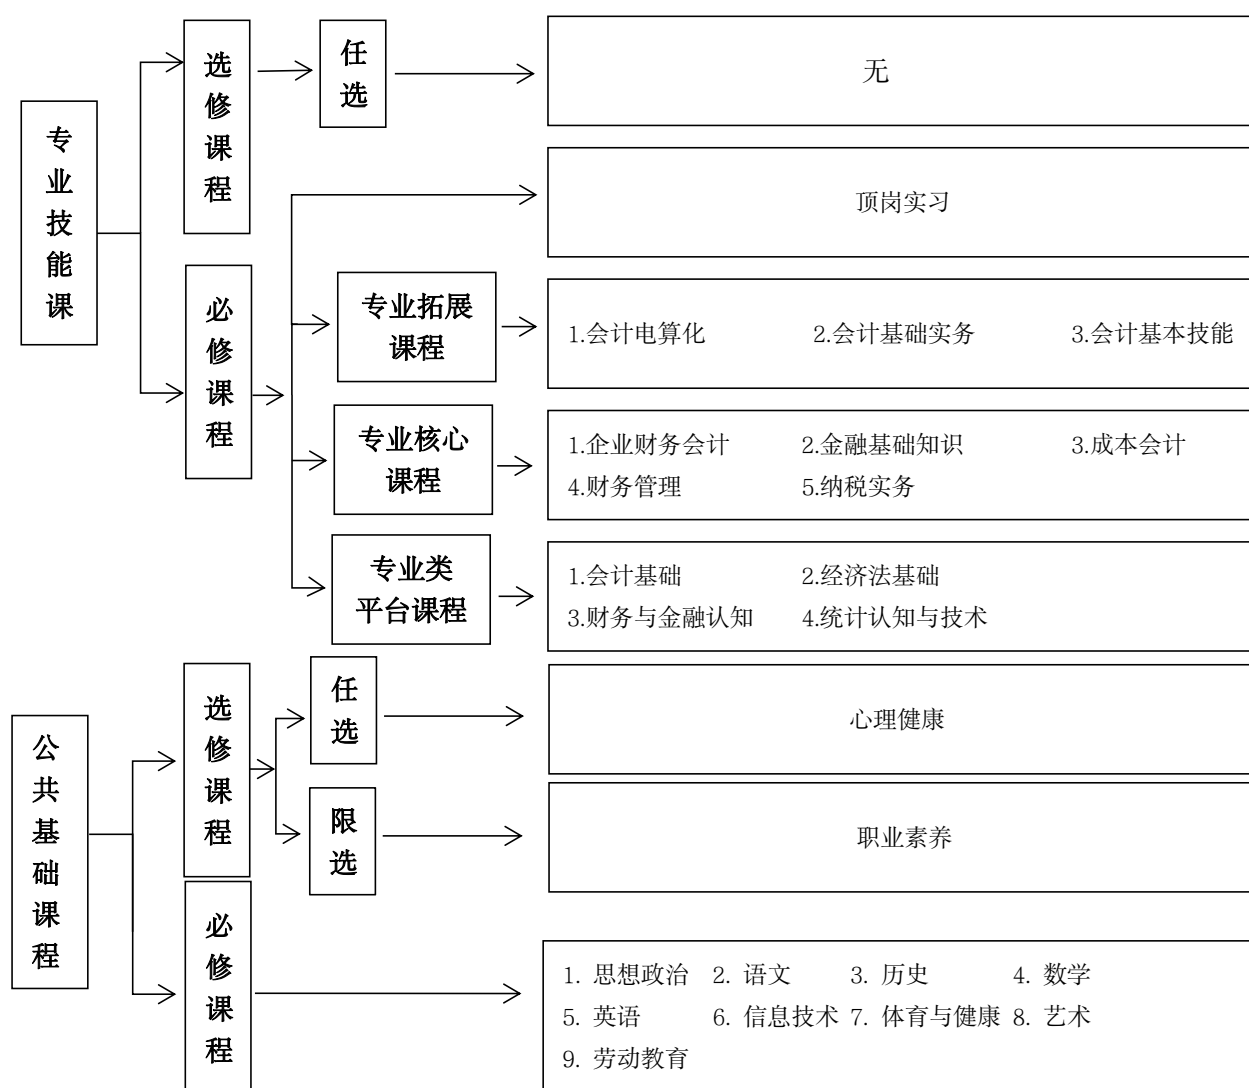 专业技能课
选修课程
任选
无
必修课程
顶岗实习
专业拓展
课程
1.会计电算化 2.会计基础实务 3.会计基本技能
专业核心
课程
1.企业财务会计 2.金融基础知识 3.成本会计
4.财务管理 5.纳税实务
专业类
平台课程
1.会计基础 2.经济法基础
3.财务与金融认知 4.统计认知与技术
公共基础课程
选修课程
任选
心理健康
限选
职业素养
必修课程
1. 思想政治 2. 语文 3. 历史 4. 数学
5. 英语 6. 信息技术 7. 体育与健康 8. 艺术
9. 劳动教育